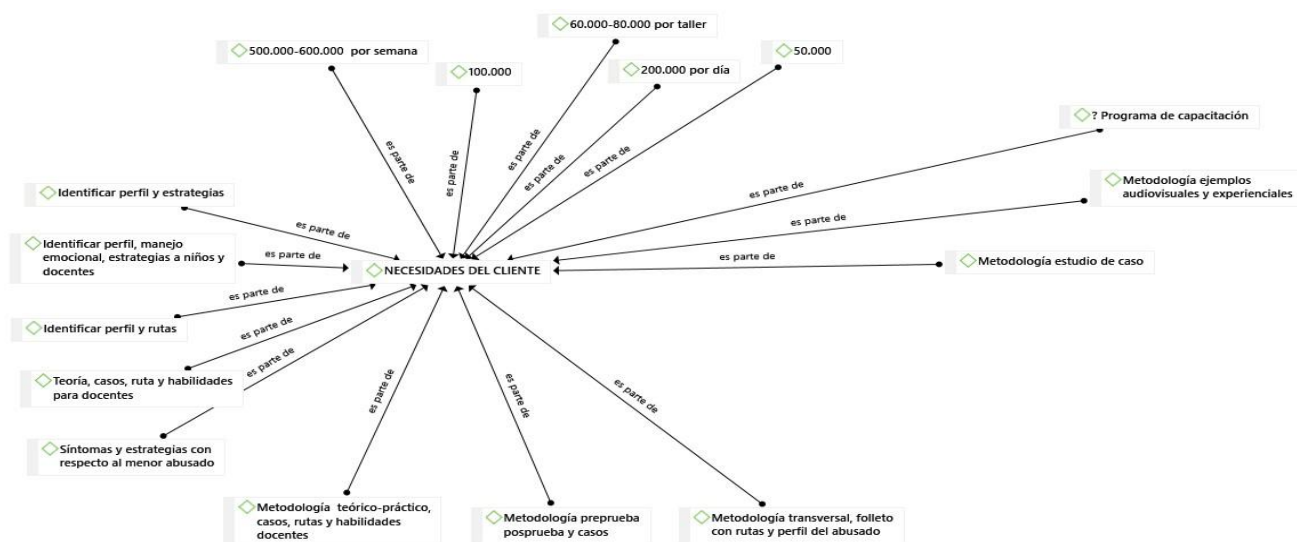 60.000-80.000 por taller
500.000-600.000 por semana
50.000
100.000
200.000 por día
? Programa de capacitación
es parte de
es parte de
es parte de
es parte de
es parte de
es parte de
Metodología ejemplos
audiovisuales y experienciales
es parte de
Identificar perfil y estrategias
es parte de
Identificar perfil, manejo
emocional, estrategias a niños y
docentes
es parte de
NECESIDADES DEL CLIENTE
es parte de
Metodología estudio de caso
Identificar perfil y rutas
es parte de
Teoría, casos, ruta y habilidades
para docentes
es parte de
Síntomas y estrategias con
respecto al menor abusado
es parte de
es parte de
es parte de
es parte de
Metodología teórico-práctico,
casos, rutas y habilidades
docentes
Metodología preprueba
posprueba y casos
Metodología transversal, folleto
con rutas y perfil del abusado